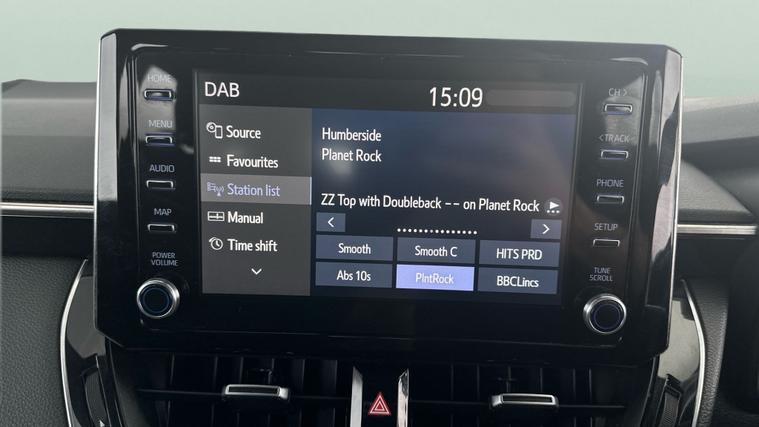 HOME
MENU
AUDIO
MAP
POWER
VOLUME
DAB
15:09
Source
Favourites
Station list
Manual
Time shift
Humberside
Planet Rock
ZZ Top with Doubleback -- on Planet Rock
Smooth Smooth C HITS PRD
Abs 10s PlntRock BBCLincs
CH >
< TRACK
PHONE
SETUP
TUNE
SCROLL